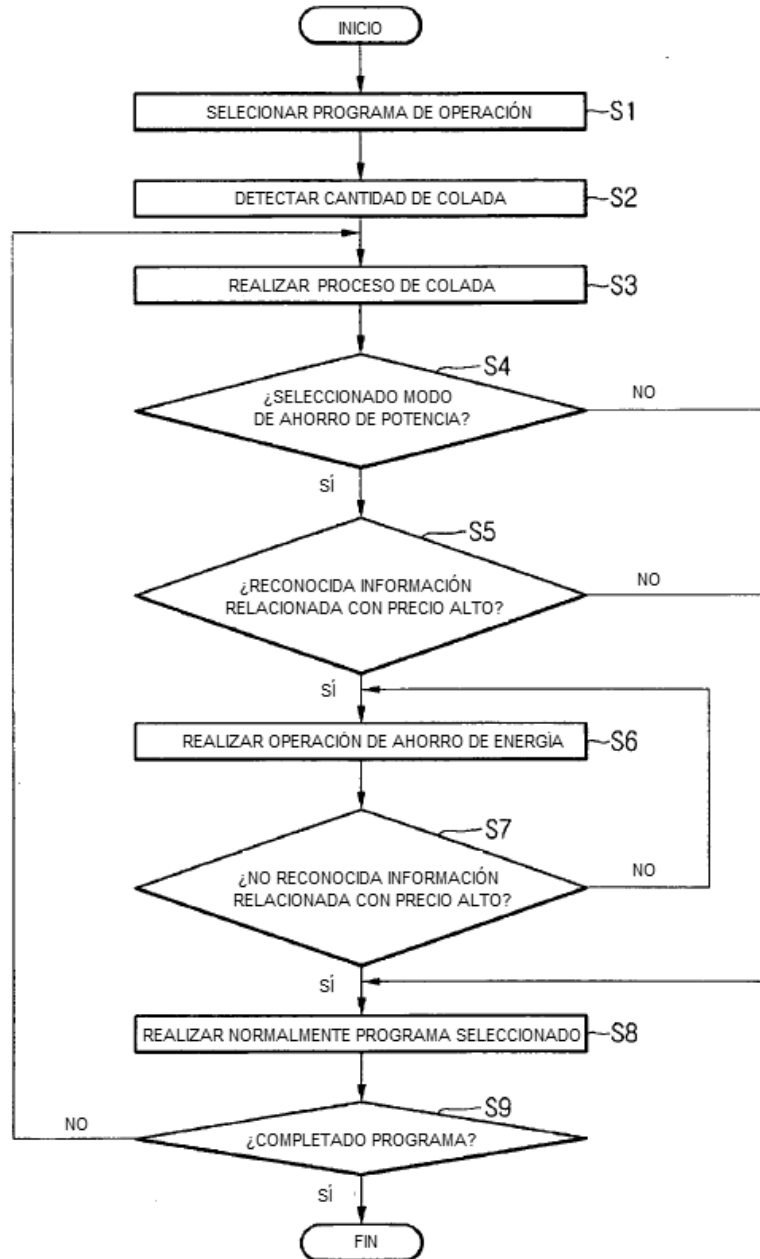 INICIO
SELECIONAR PROGRAMA DE OPERACIÓN
S1
DETECTAR CANTIDAD DE COLADA
S2
REALIZAR PROCESO DE COLADA
S3
S4
¿SELECCIONADO MODO
DE AHORRO DE POTENCIA?
NO
SÍ
S5
¿RECONOCIDA INFORMACIÓN
RELACIONADA CON PRECIO ALTO?
NO
SÍ
REALIZAR OPERACIÓN DE AHORRO DE ENERGÍA
S6
S7
¿NO RECONOCIDA INFORMACIÓN
RELACIONADA CON PRECIO ALTO?
NO
SÍ
REALIZAR NORMALMENTE PROGRAMA SELECCIONADO
S8
S9
NO
¿COMPLETADO PROGRAMA?
SÍ
FIN